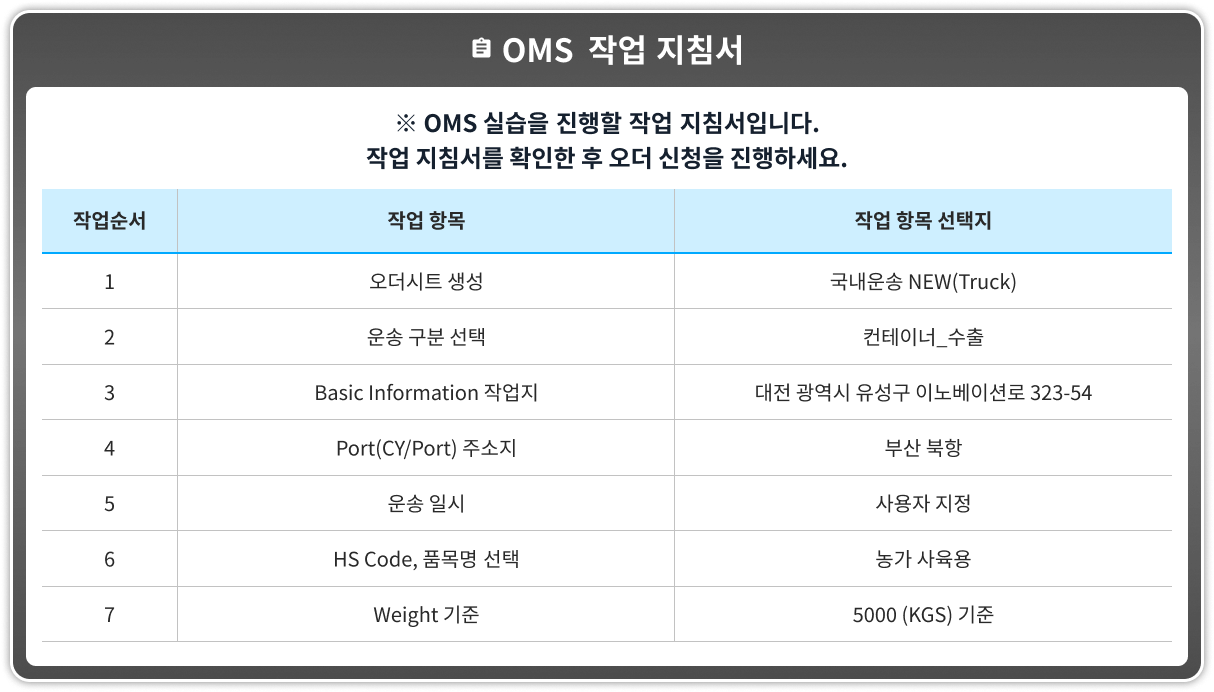 OMS 작업 지침서
※ OMS 실습을 진행할 작업 지침서입니다.
작업 지침서를 확인한 후 오더 신청을 진행하세요.
작업순서 작업 항목 작업 항목 선택지
1 오더시트 생성 국내운송 NEW(Truck)
2 운송 구분 선택 컨테이너_수출
3 Basic Information 작업지 대전 광역시 유성구 이노베이션로 323-54
4 Port(CY/Port) 주소지 부산 북항
5 운송 일시 사용자 지정
6 HS Code, 품목명 선택 농가 사육용
7 Weight 기준 5000 (KGS) 기준